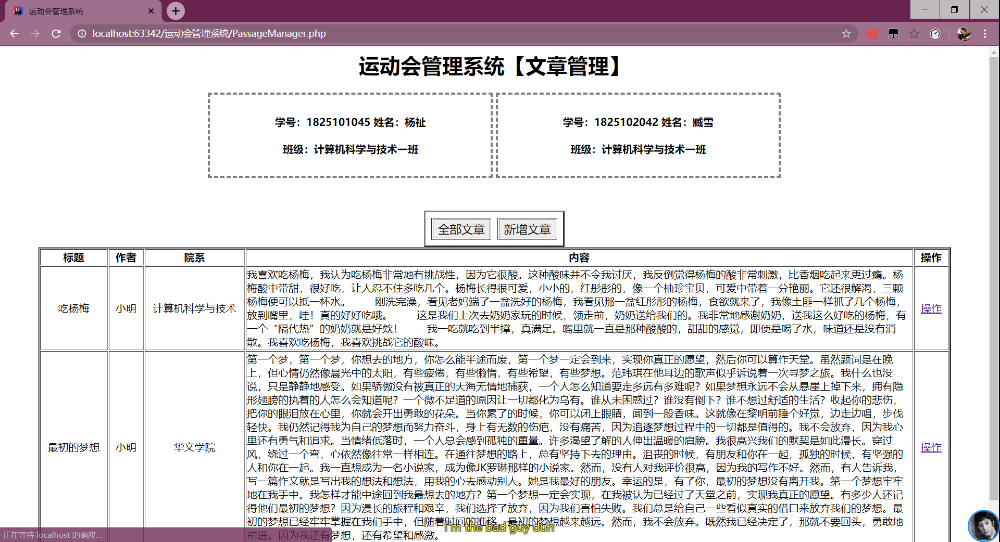 运动会管理系统
localhost:63342/运动会管理系统/PassageManager.php
运动会管理系统【文章管理】
学号：1825101045 姓名：杨祉
班级：计算机科学与技术一班
学号：1825102042 姓名：臧雪
班级：计算机科学与技术一班
全部文章 新增文章
标题 作者 院系 内容 操作
吃杨梅 小明 计算机科学与技术
我喜欢吃杨梅，我认为吃杨梅非常地有挑战性，因为它很酸。这种酸味并不令我讨厌，我反倒觉得杨梅的酸非常刺激，比香烟吃起来更过瘾。杨
梅酸中带甜，很好吃，让人忍不住多吃几个。杨梅长得很可爱，小小的，红彤彤的，像一个柚珍宝贝，可爱中带着一分艳丽。它还很解渴，三颗
杨梅便可以抵一杯水。 刚洗完澡，看见老妈端了一盆洗好的杨梅，我看见那一盆红彤彤的杨梅，食欲就来了，我像土匪一样抓了几个杨梅，
放到嘴里，哇！真的好好吃哦。 这是我们上次去奶奶家玩的时候，领走前，奶奶送给我们的。我非常地感谢奶奶，送我这么好吃的杨梅，有
一个“隔代热”的奶奶就是好欸！ 我一吃就吃到半撑，真满足。嘴里就一直是那种酸酸的，甜甜的感觉，即使是喝了水，味道还是没有消
散。我喜欢吃杨梅，我喜欢挑战它的酸味。
操作
最初的梦想 小明 华文学院
第一个梦，第一个梦，你想去的地方，你怎么能半途而废，第一个梦一定会到来，实现你真正的愿望，然后你可以算作天堂。虽然题词是在晚
上，但心情仍然像晨光中的太阳，有些疲倦，有些懒惰，有些希望，有些梦想。范玮琪在他耳边的歌声似乎诉说着一次寻梦之旅。我什么也没
说，只是静静地感受。如果骄傲没有被真正的大海无情地捕获，一个人怎么知道要走多远有多难呢？如果梦想永远不会从悬崖上掉下来，拥有隐
形翅膀的执着的人怎么会知道呢？一个微不足道的原因让一切都化为乌有。谁从未困惑过？谁没有倒下？谁不想过舒适的生活？收起你的悲伤，
把你的眼泪放在心里，你就会开出勇敢的花朵。当你累了的时候，你可以闭上眼睛，闻到一股香味。这就像在黎明前睡个好觉，边走边唱，步伐
轻快。我仍然记得我为自己的梦想而努力奋斗，身上有无数的伤疤，没有痛苦，因为追逐梦想过程中的一切都是值得的。我不会放弃，因为我心
里还有勇气和追求。当情绪低落时，一个人总会感到孤独的重量。许多渴望了解的人伸出温暖的肩膀。我很高兴我们的默契是如此漫长。穿过
风，绕过一个弯，心依然像往常一样相连。在通往梦想的路上，总有坚持下去的理由。沮丧的时候，有朋友和你在一起，孤独的时候，有坚强的
人和你在一起。我一直想成为一名小说家，成为像JK罗琳那样的小说家。然而，没有人对我评价很高，因为我的写作不好。然而，有人告诉我，
写一篇作文就是写出我的想法和想法，用我的心去感动别人。她是我最好的朋友。幸运的是，有了你，最初的梦想没有离开我。第一个梦想牢牢
地在我手中。我怎样才能中途回到我最想去的地方？第一个梦想一定会实现，在我被认为已经过了天堂之前，实现我真正的愿望。有多少人还记
得他们最初的梦想？因为漫长的旅程和艰辛，我们选择了放弃，因为我们害怕失败。我们总是给自己一些看似真实的借口来放弃我们的梦想。最
初的梦想已经牢牢掌握在我们手中，但随着时间的推移，最初的梦想越来越远。然而，我不会放弃。既然我已经决定了，那就不要回头，勇敢地
前进。因为我还有梦想，还有希望和感激。
操作
I'm the bad guy duh
正在等待 localhost 的响应...